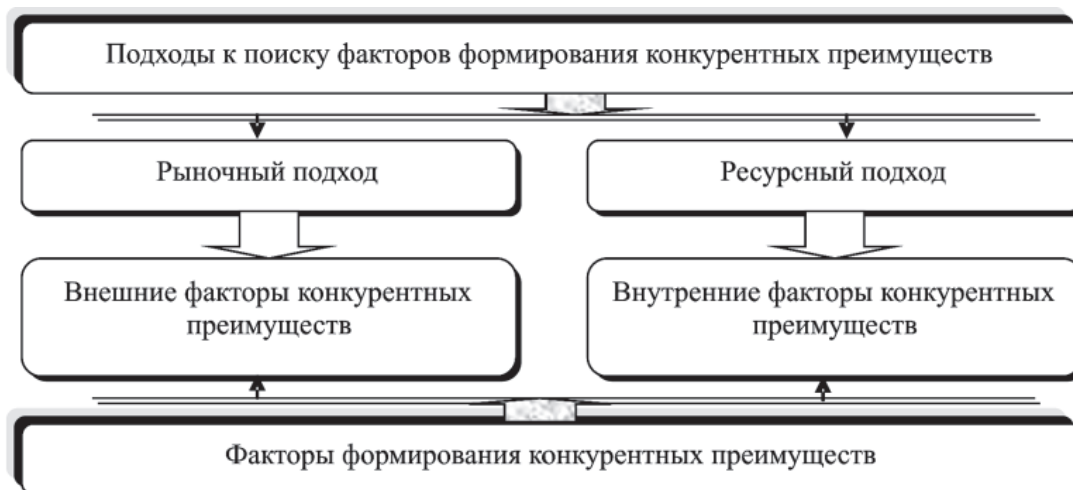 Подходы к поиску факторов формирования конкурентных преимуществ
Рыночный подход
Ресурсный подход
Внешние факторы конкурентных
преимуществ
Внутренние факторы конкурентных
преимуществ
Факторы формирования конкурентных преимуществ